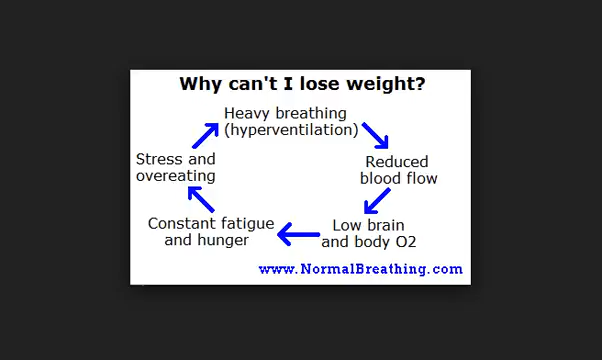 Why can't I lose weight?
Heavy breathing
(hyperventilation)
Reduced
blood flow
Low brain
and body O2
Constant fatigue
and hunger
Stress and
overeating
www.NormalBreathing.com